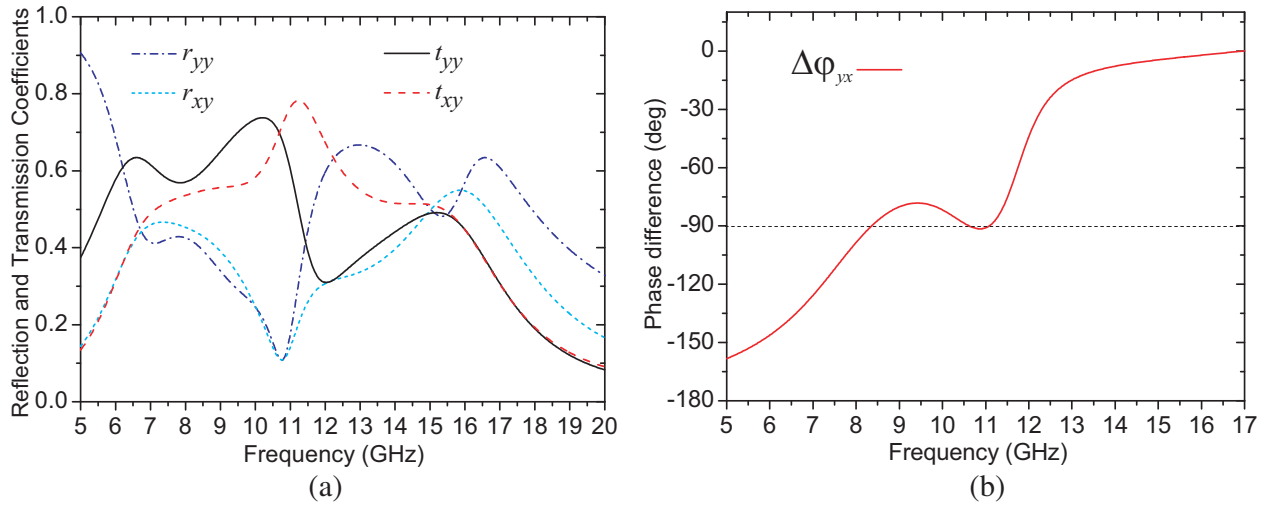 Reflection and Transmission Coefficients
1.0
0.8
0.6
0.4
0.2
0.0
r_yy
t_yy
r_xy
t_xy
5 6 7 8 9 10 11 12 13 14 15 16 17 18 19 20
Frequency (GHz)
(a)
Phase difference (deg)
0
-30
-60
-90
-120
-150
-180
Δφ_yx
5 6 7 8 9 10 11 12 13 14 15 16 17
Frequency (GHz)
(b)